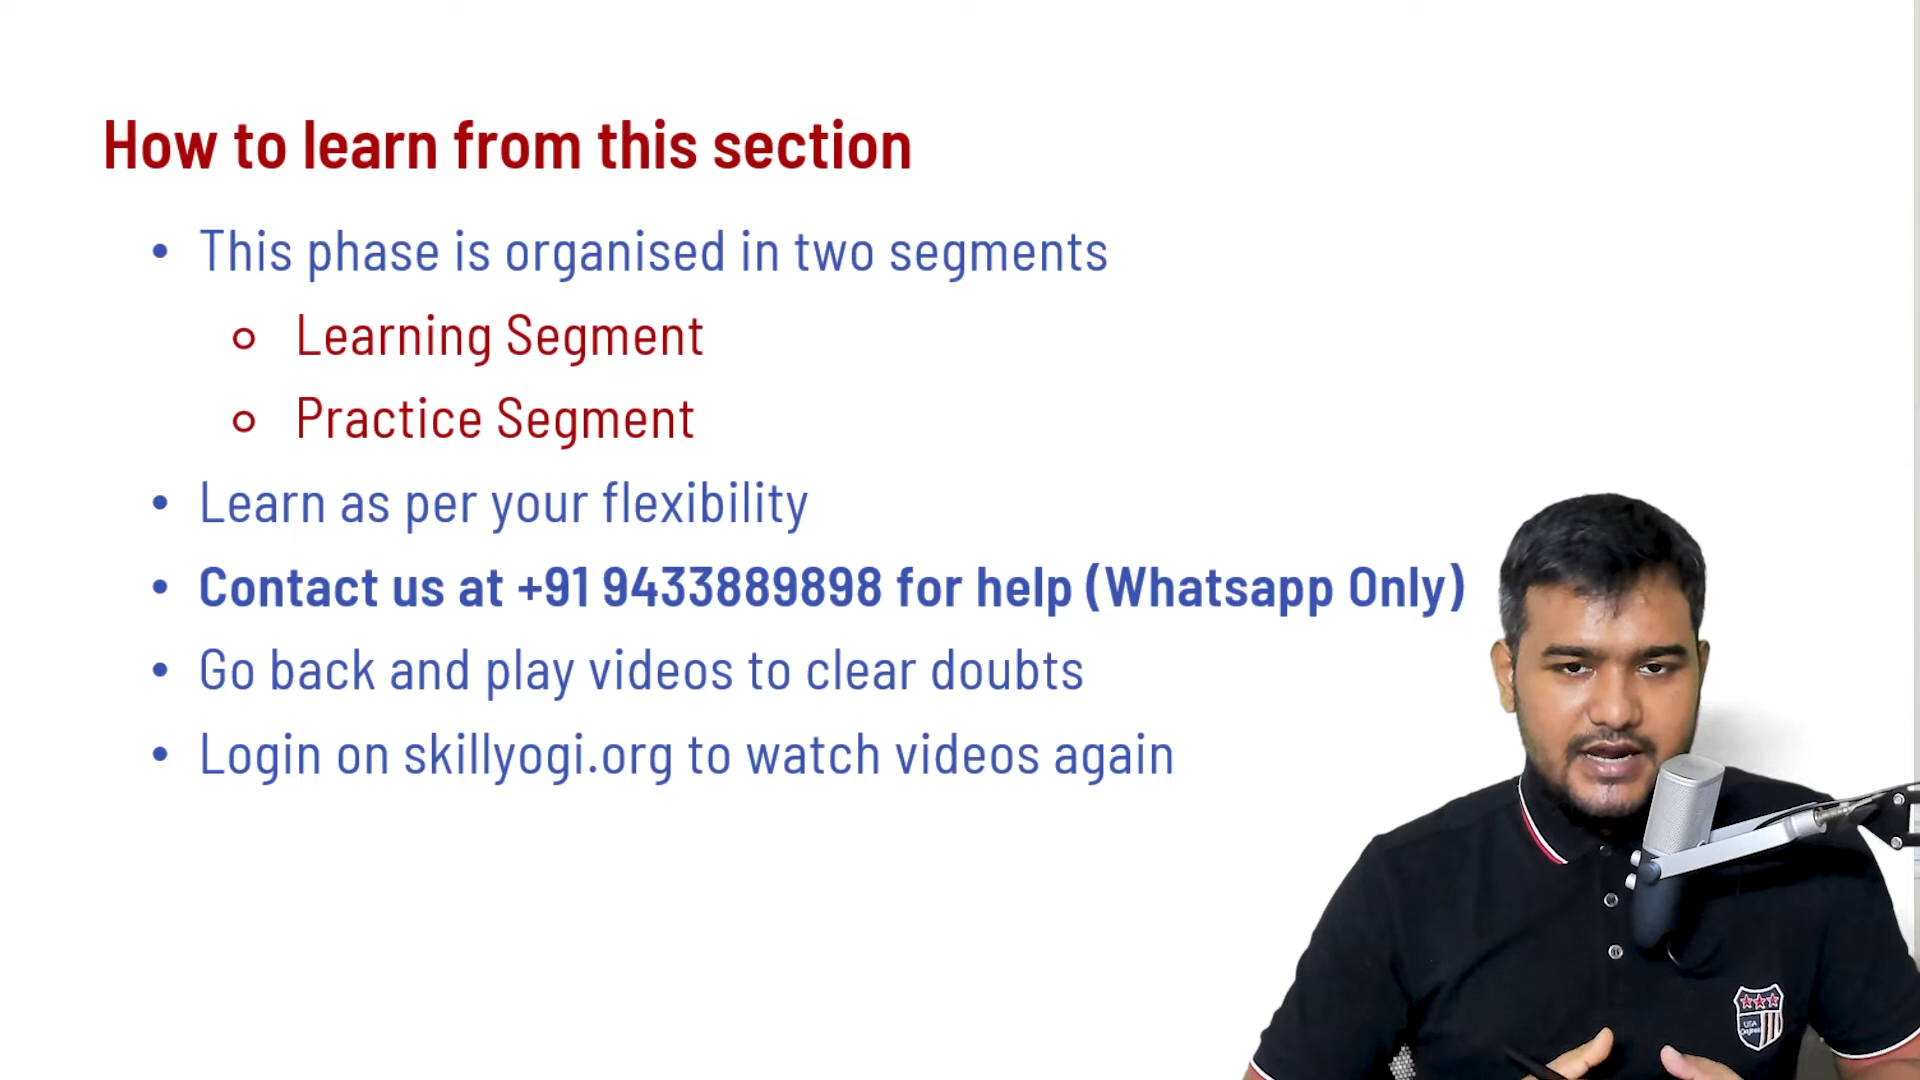 How to learn from this section
• This phase is organised in two segments
○ Learning Segment
○ Practice Segment
• Learn as per your flexibility
• Contact us at +91 9433889898 for help (Whatsapp Only)
• Go back and play videos to clear doubts
• Login on skillyogi.org to watch videos again
USA